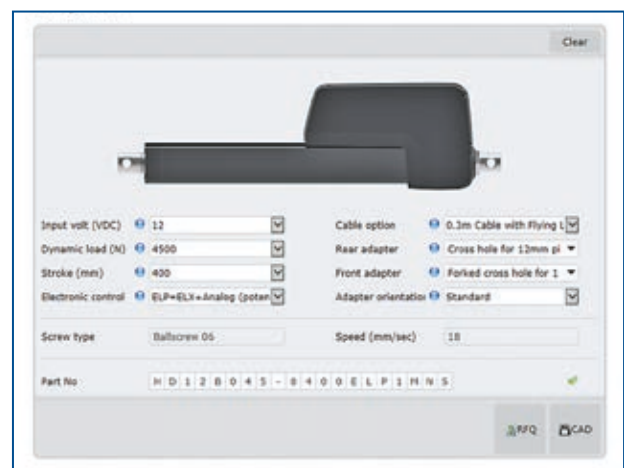 Clear
Input volt (VDC) 12 Cable option 0.3m Cable with Flying L
Dynamic load (N) 4500 Rear adapter Cross hole for 12mm pi
Stroke (mm) 400 Front adapter Forked cross hole for 1
Electronic control ELP=ELX+Analog (poten Adapter orientatio Standard
Screw type Ballscrew 05 Speed (mm/sec) 18
Part No H D 1 2 B 0 4 5 - 0 4 0 0 E L P 1 M N S
RFQ CAD